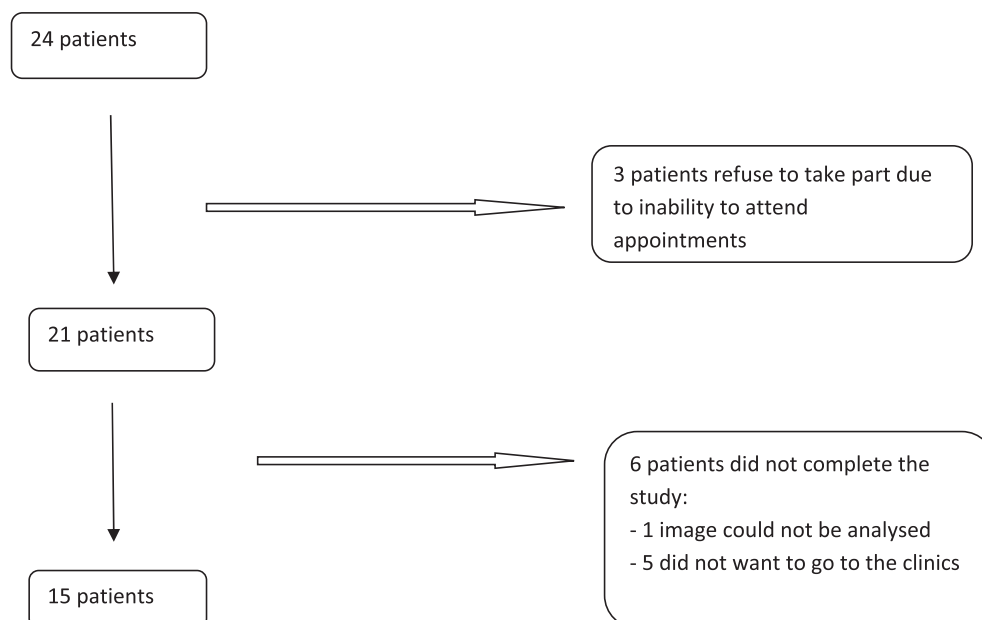 24 patients
3 patients refuse to take part due
to inability to attend
appointments
21 patients
6 patients did not complete the
study:
- 1 image could not be analysed
- 5 did not want to go to the clinics
15 patients